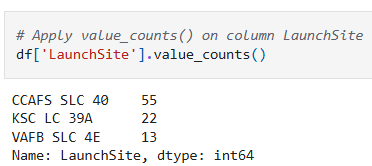 # Apply value_counts() on column LaunchSite
df['LaunchSite'].value_counts()
CCAFS SLC 40    55
KSC LC 39A      22
VAFB SLC 4E     13
Name: LaunchSite, dtype: int64